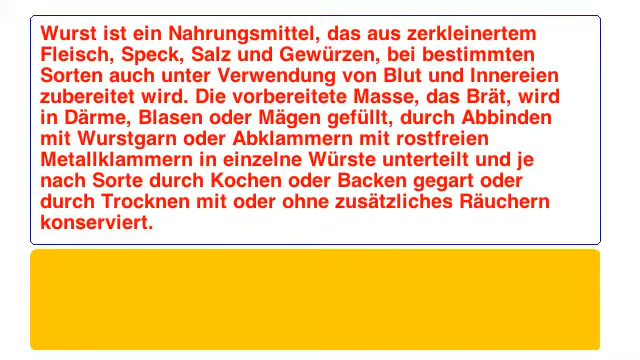 Wurst ist ein Nahrungsmittel, das aus zerkleinertem
Fleisch, Speck, Salz und Gewürzen, bei bestimmten
Sorten auch unter Verwendung von Blut und Innereien
zubereitet wird. Die vorbereitete Masse, das Brät, wird
in Därme, Blasen oder Mägen gefüllt, durch Abbinden
mit Wurstgarn oder Abklammern mit rostfreien
Metallklammern in einzelne Würste unterteilt und je
nach Sorte durch Kochen oder Backen gegart oder
durch Trocknen mit oder ohne zusätzliches Räuchern
konserviert.